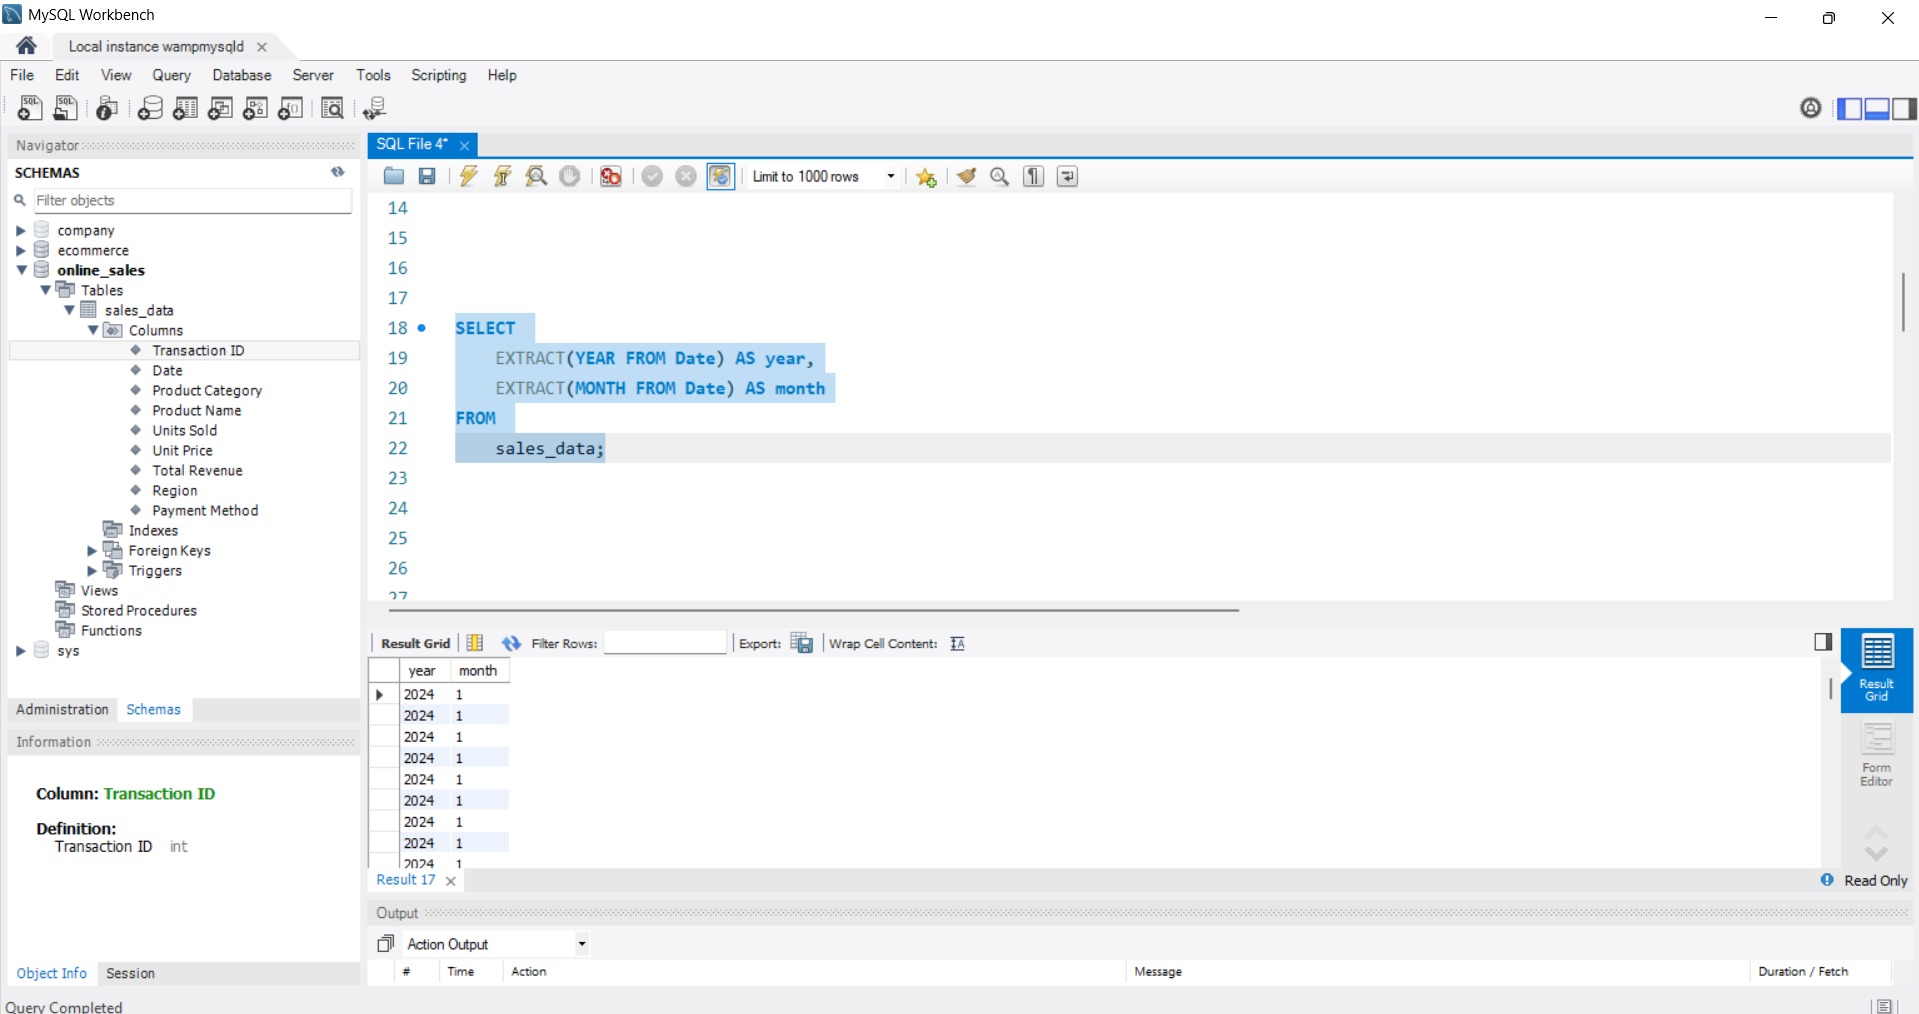 MySQL Workbench
Local instance wampmysqld
File Edit View Query Database Server Tools Scripting Help
Navigator
SCHEMAS
Filter objects
company
ecommerce
online_sales
Tables
sales_data
Columns
Transaction ID
Date
Product Category
Product Name
Units Sold
Unit Price
Total Revenue
Region
Payment Method
Indexes
Foreign Keys
Triggers
Views
Stored Procedures
Functions
sys
Administration Schemas
Information
Column: Transaction ID
Definition:
Transaction ID int
Object Info Session
Query Completed
SQL File 4*
Limit to 1000 rows
14
15
16
17
18 SELECT
19 EXTRACT(YEAR FROM Date) AS year,
20 EXTRACT(MONTH FROM Date) AS month
21 FROM
22 sales_data;
23
24
25
26
27
Result Grid Filter Rows: Export: Wrap Cell Content:
year month
2024 1
2024 1
2024 1
2024 1
2024 1
2024 1
2024 1
2024 1
2024 1
Result Grid
Form Editor
Result 17
Read Only
Output
Action Output
# Time Action Message Duration / Fetch